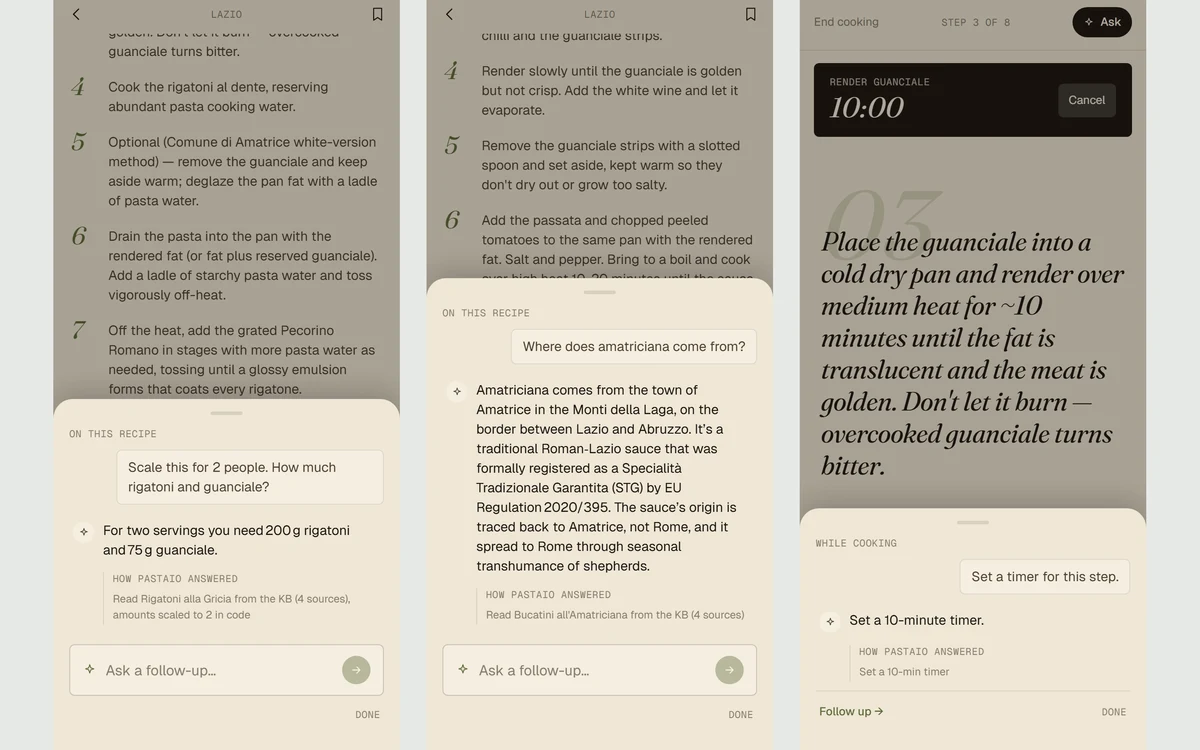 LAZIO
golden. Don't let it burn — overcooked
guanciale turns bitter.
4
Cook the rigatoni al dente, reserving
abundant pasta cooking water.
5
Optional (Comune di Amatrice white-version
method) — remove the guanciale and keep
aside warm; deglaze the pan fat with a ladle
of pasta water.
6
Drain the pasta into the pan with the
rendered fat (or fat plus reserved guanciale).
Add a ladle of starchy pasta water and toss
vigorously off-heat.
7
Off the heat, add the grated Pecorino
Romano in stages with more pasta water as
needed, tossing until a glossy emulsion
forms that coats every rigatone.
ON THIS RECIPE
Scale this for 2 people. How much
rigatoni and guanciale?
For two servings you need 200 g rigatoni
and 75 g guanciale.
HOW PASTAIO ANSWERED
Read Rigatoni alla Gricia from the KB (4 sources),
amounts scaled to 2 in code
Ask a follow-up...
→
DONE
LAZIO
chilli and the guanciale strips.
4
Render slowly until the guanciale is golden
but not crisp. Add the white wine and let it
evaporate.
5
Remove the guanciale strips with a slotted
spoon and set aside, kept warm so they
don't dry out or grow too salty.
6
Add the passata and chopped peeled
tomatoes to the same pan with the rendered
fat. Salt and pepper. Bring to a boil and cook
over high heat 10–20 minutes until the sauce
ON THIS RECIPE
Where does amatriciana come from?
Amatriciana comes from the town of
Amatrice in the Monti della Laga, on the
border between Lazio and Abruzzo. It's a
traditional Roman-Lazio sauce that was
formally registered as a Specialità
Tradizionale Garantita (STG) by EU
Regulation 2020/395. The sauce's origin is
traced back to Amatrice, not Rome, and it
spread to Rome through seasonal
transhumance of shepherds.
HOW PASTAIO ANSWERED
Read Bucatini all'Amatriciana from the KB (4 sources)
Ask a follow-up...
→
DONE
End cooking
STEP 3 OF 8
Ask
RENDER GUANCIALE
10:00
Cancel
03
Place the guanciale into a
cold dry pan and render over
medium heat for ~10
minutes until the fat is
translucent and the meat is
golden. Don't let it burn —
overcooked guanciale turns
bitter.
WHILE COOKING
Set a timer for this step.
Set a 10-minute timer.
HOW PASTAIO ANSWERED
Set a 10-min timer
Follow up →
DONE